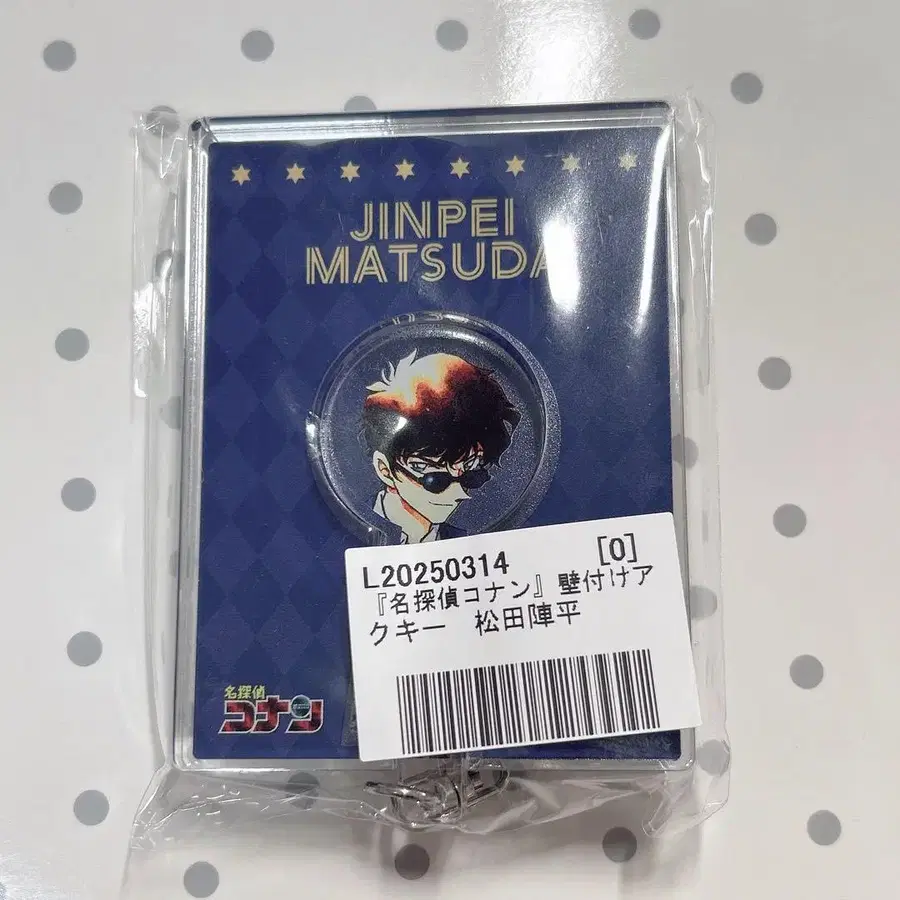 JINPEI
MATSUDA
L20250314 [0]
『名探偵コナン』壁付けア
クキー 松田陣平
名探偵
コナン